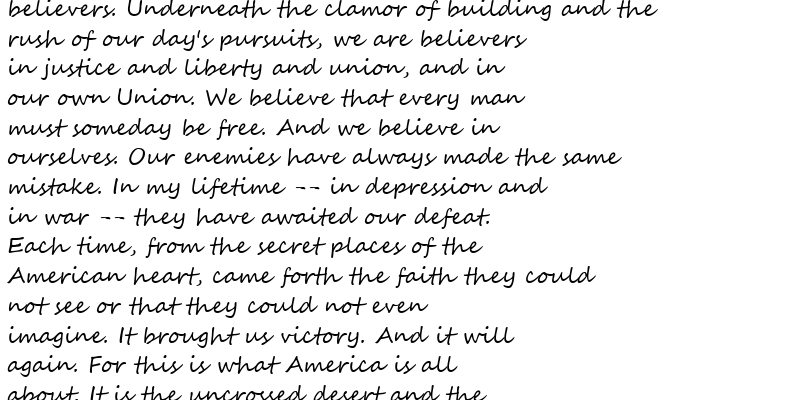 believers. Underneath the clamor of building and the
rush of our day's pursuits, we are believers
in justice and liberty and union, and in
our own Union. We believe that every man
must someday be free. And we believe in
ourselves. Our enemies have always made the same
mistake. In my lifetime -- in depression and
in war -- they have awaited our defeat.
Each time, from the secret places of the
American heart, came forth the faith they could
not see or that they could not even
imagine. It brought us victory. And it will
again. For this is what America is all
about. It is the uncrossed desert and the